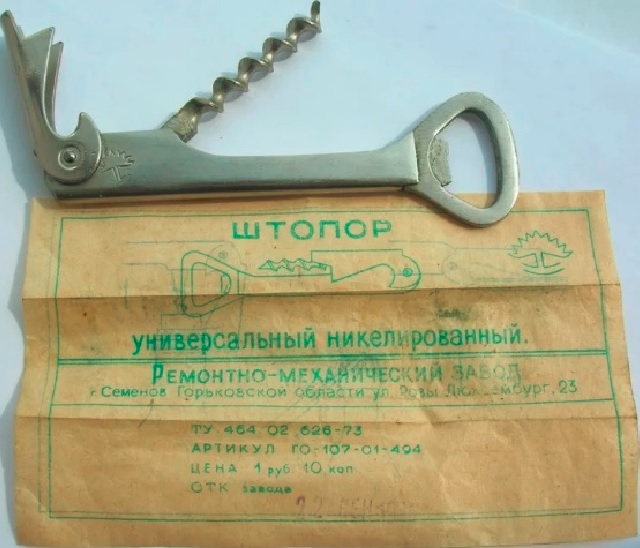 ШТОПОР
универсальный никелированный.
РЕМОНТНО-МЕХАНИЧЕСКИЙ ЗАВОД
г Семенов Горьковской области ул. Розы Люксембург, 23
ТУ 464 02 626-73
АРТИКУЛ ГО-107-01-494
ЦЕНА 1 руб 10 коп
ОТК завода